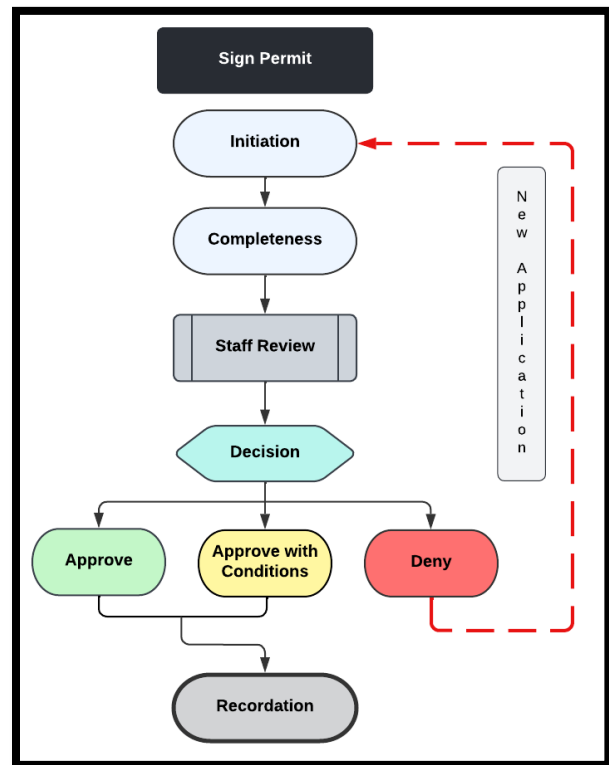 Sign Permit
Initiation
Completeness
Staff Review
Decision
Approve
Approve with
Conditions
Deny
Recordation
New Application